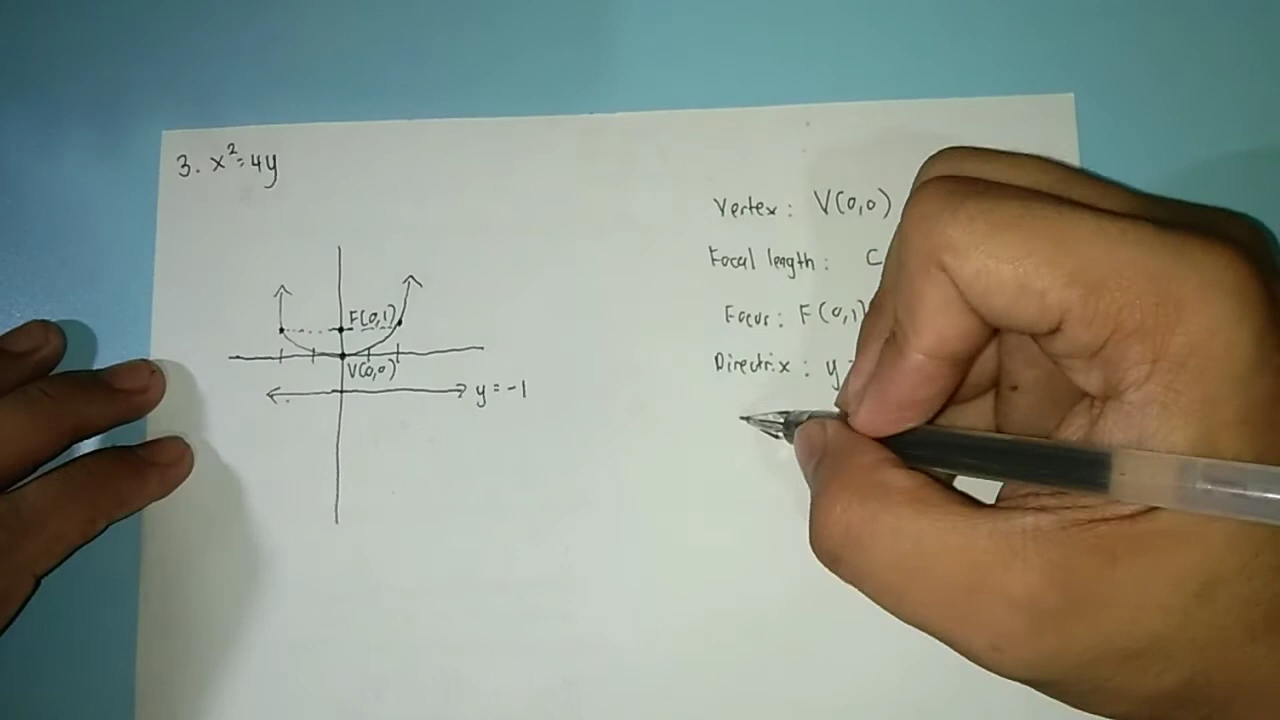 3. x²=4y
Vertex: V(0,0)
Focal length: c
Focus: F(0,1)
Directrix: y
F(0,1)
V(0,0)
y=-1